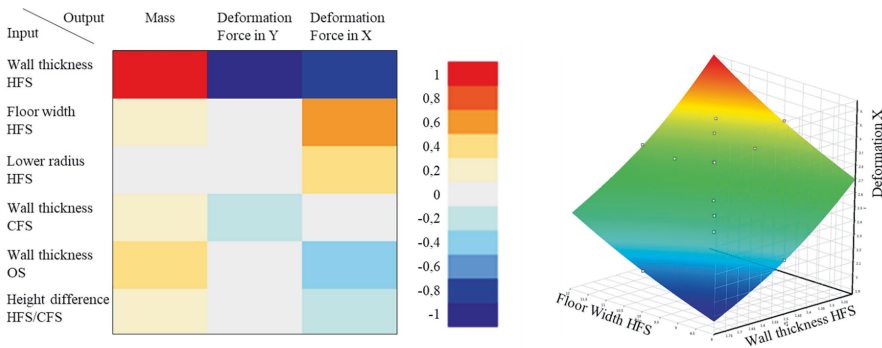 Output
Input
Mass
Deformation
Force in Y
Deformation
Force in X
Wall thickness
HFS
Floor width
HFS
Lower radius
HFS
Wall thickness
CFS
Wall thickness
OS
Height difference
HFS/CFS
1
0.8
0.6
0.4
0.2
0
-0,2
-0,4
-0,6
-0,8
-1
Deformation X
Floor Width HFS
Wall thickness HFS